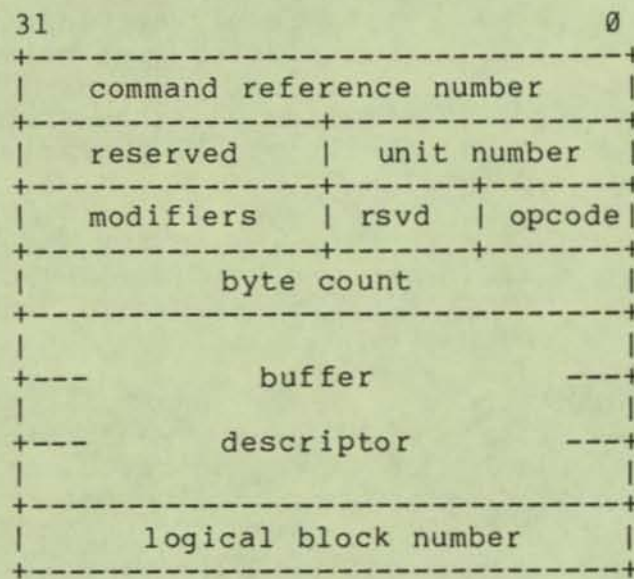 31                              0
+-------------------------------+
|   command reference number    |
+---------------+---------------+
|   reserved    |  unit number  |
+---------------+-------+-------+
|   modifiers   | rsvd  | opcode|
+---------------+-------+-------+
|          byte count           |
+-------------------------------+
|                               |
+---         buffer          ---+
|                               |
+---       descriptor        ---+
|                               |
+-------------------------------+
|     logical block number      |
+-------------------------------+